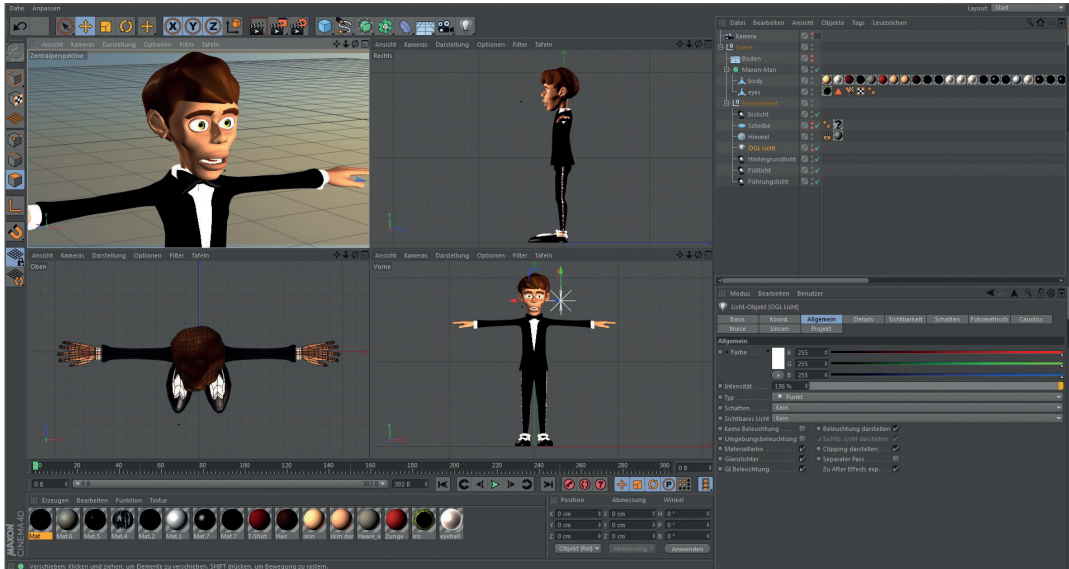 Datei Anpassen Layout: Start
Datei Bearbeiten Ansicht Objekte Tags Lesezeichen
Ansicht Kameras Darstellung Optionen Filter Tafeln
Zentralperspektive
Ansicht Kameras Darstellung Optionen Filter Tafeln
Rechts
Kamera
Szene
Boden
Maxon-Man
body
eyes
Environment
bislicht
Scheibe
Himmel
OGL Licht
Hintergrundlicht
Fülllicht
Führungslicht
Ansicht Kameras Darstellung Optionen Filter Tafeln
Oben
Ansicht Kameras Darstellung Optionen Filter Tafeln
Vorne
Modus Bearbeiten Benutzer
Licht-Objekt [OGL Licht]
Basis Koord. Allgemein Details Sichtbarkeit Schatten Fotometrisch Caustics
Noise Linsen Projekt
Allgemein
Farbe R 255
G 255
B 255
Intensität 136 %
Typ Punkt
Schatten Kein
Sichtbares Licht Kein
Keine Beleuchtung Beleuchtung darstellen
Umgebungsbeleuchtung Sichtb. Licht darstellen
Materialfarbe Clipping darstellen
Glanzlichter Separater Pass
GI Beleuchtung Zu After Effects exp.
0 20 40 60 80 100 120 140 160 180 200 220 240 260 280 300 0 B
0 B 0 B 302 B 302 B
Erzeugen Bearbeiten Funktion Textur
Mat Mat.6 Mat.5 Mat.4 Mat.2 Mat.1 Mat.7 Mat.7 T-Shirt Hair skin skin dar Haare_w Zunge iris eyeball
Position Abmessung Winkel
X 0 cm X 0 cm H 0 °
Y 0 cm Y 0 cm P 0 °
Z 0 cm Z 0 cm B 0 °
Objekt (Rel) Abmessung Anwenden
MAXON
CINEMA4D
Verschieben: Klicken und ziehen, um Elemente zu verschieben. SHIFT drücken, um Bewegung zu rastern.